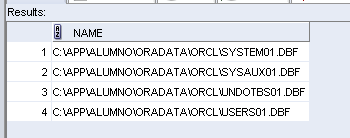 Results:
NAME
1 C:\APP\ALUMNO\ORADATA\ORCL\SYSTEM01.DBF
2 C:\APP\ALUMNO\ORADATA\ORCL\SYSAUX01.DBF
3 C:\APP\ALUMNO\ORADATA\ORCL\UNDOTBS01.DBF
4 C:\APP\ALUMNO\ORADATA\ORCL\USERS01.DBF